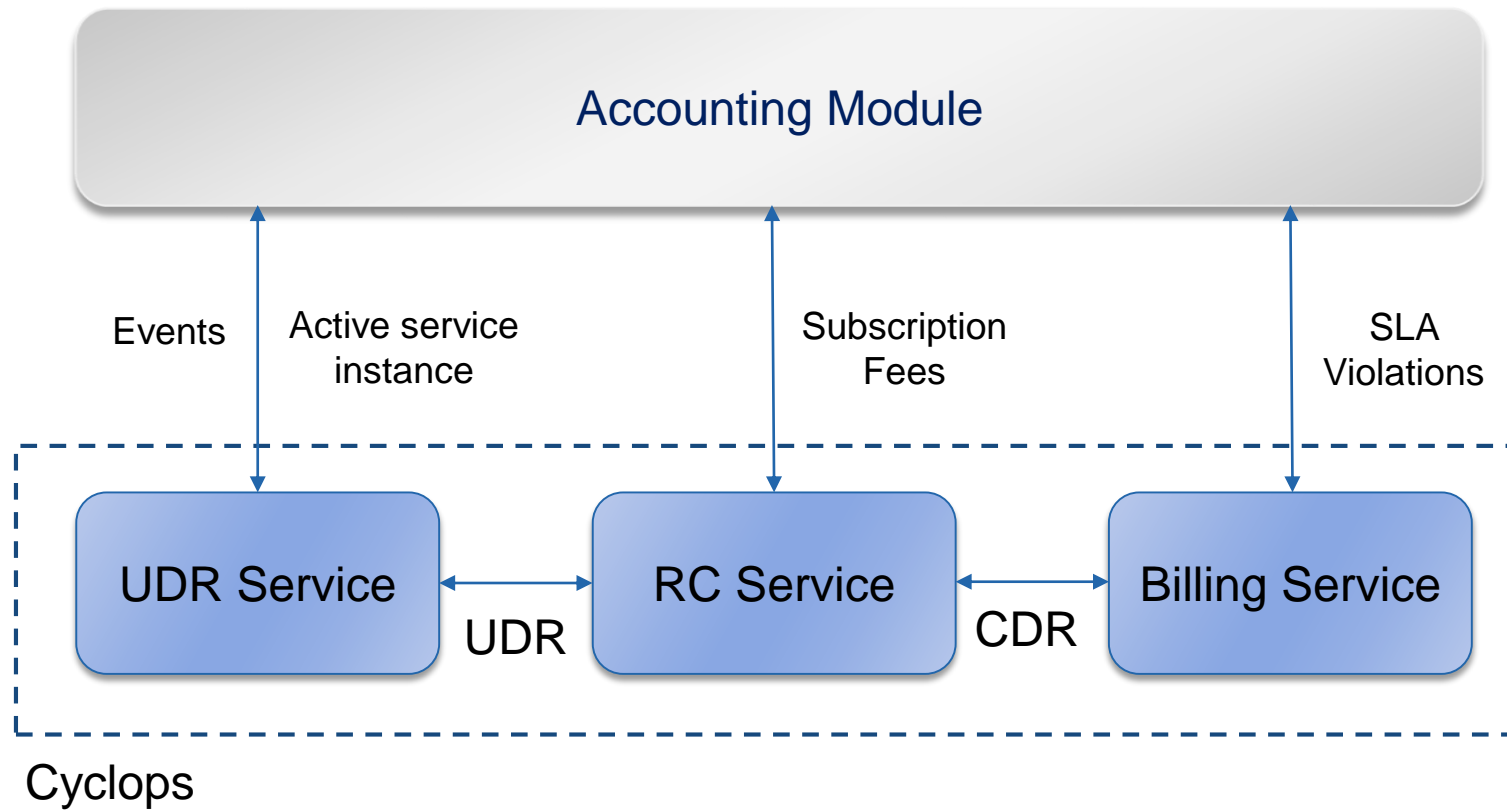 Accounting Module
Events
Active service
instance
Subscription
Fees
SLA
Violations
UDR Service
UDR
RC Service
CDR
Billing Service
Cyclops